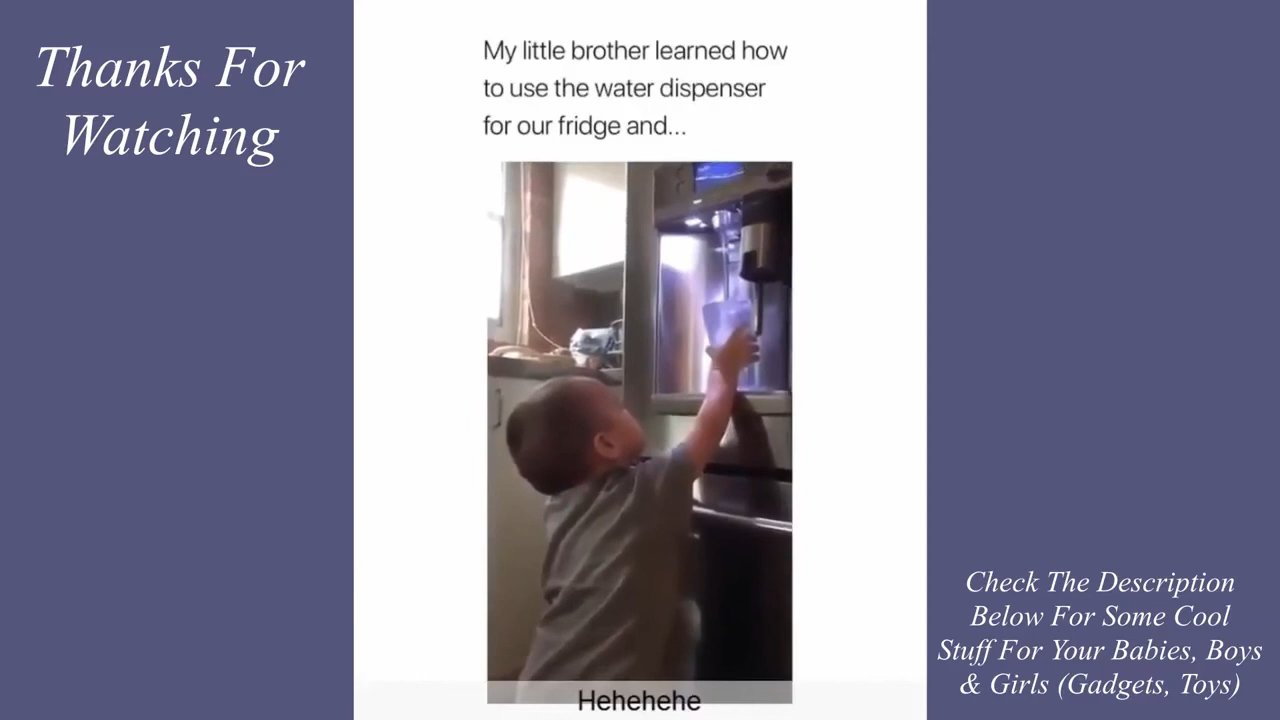 Thanks For
Watching
My little brother learned how
to use the water dispenser
for our fridge and...
Hehehehe
Check The Description
Below For Some Cool
Stuff For Your Babies, Boys
& Girls (Gadgets, Toys)